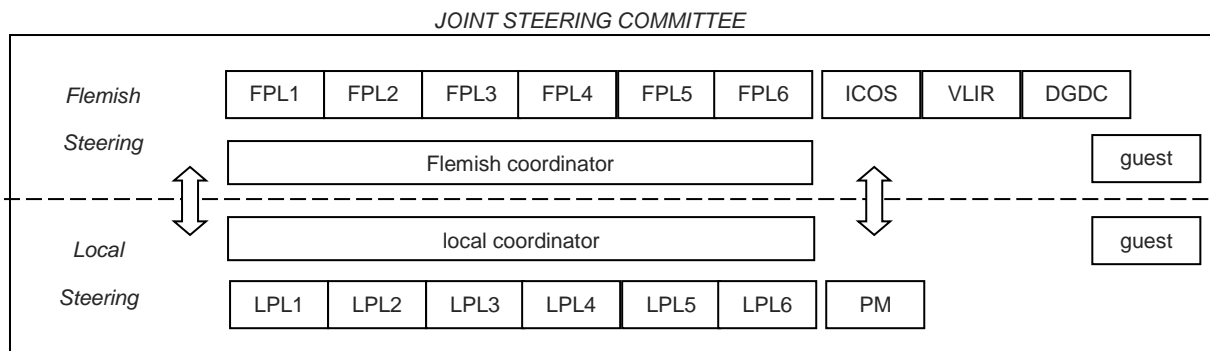 JOINT STEERING COMMITTEE
Flemish
Steering
FPL1 FPL2 FPL3 FPL4 FPL5 FPL6 ICOS VLIR DGDC
Flemish coordinator
guest
local coordinator
guest
Local
Steering
LPL1 LPL2 LPL3 LPL4 LPL5 LPL6 PM